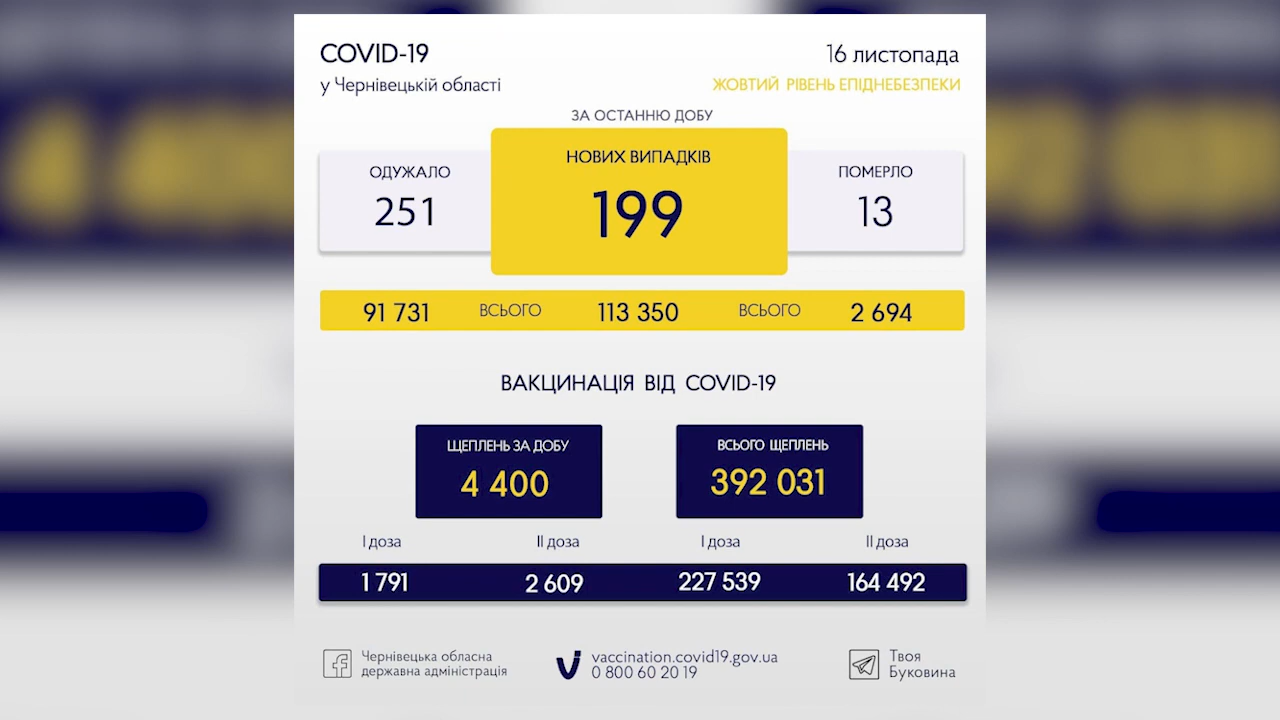 COVID-19
у Чернівецькій області
16 листопада
ЖОВТИЙ РІВЕНЬ ЕПІДНЕБЕЗПЕКИ
ЗА ОСТАННЮ ДОБУ
ОДУЖАЛО
251
НОВИХ ВИПАДКІВ
199
ПОМЕРЛО
13
91 731 ВСЬОГО 113 350 ВСЬОГО 2 694
ВАКЦИНАЦІЯ ВІД COVID-19
ЩЕПЛЕНЬ ЗА ДОБУ
4 400
ВСЬОГО ЩЕПЛЕНЬ
392 031
І доза ІІ доза І доза ІІ доза
1 791 2 609 227 539 164 492
Чернівецька обласна
державна адміністрація
vaccination.covid19.gov.ua
0 800 60 20 19
Твоя
Буковина